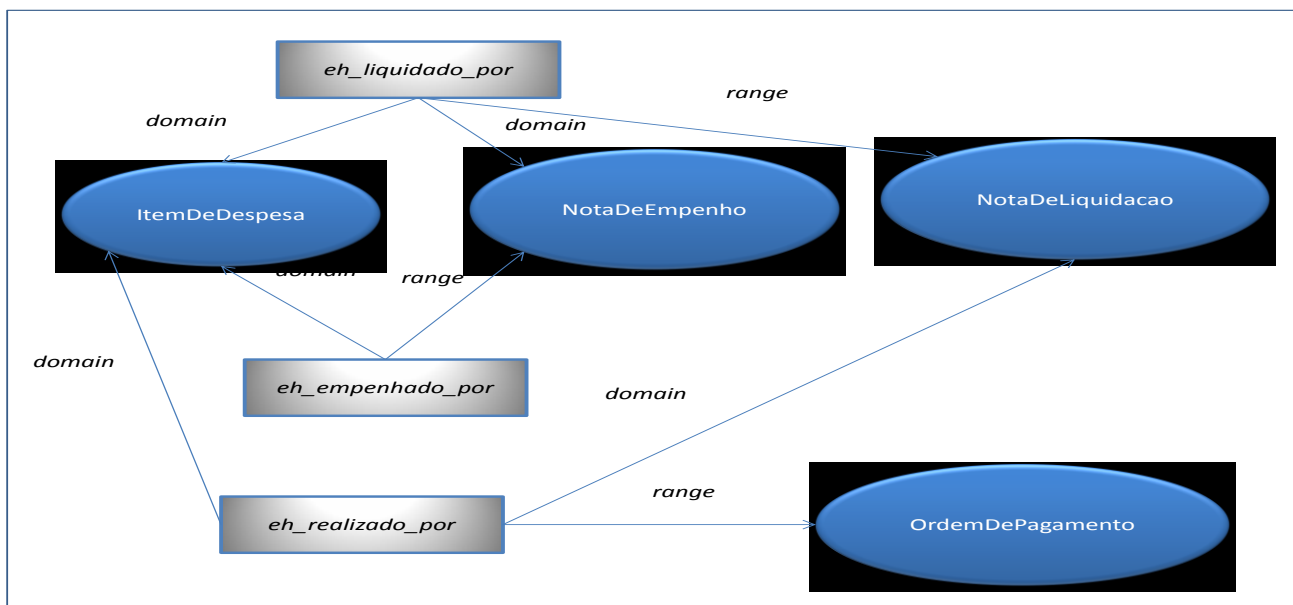 eh_liquidado_por
range
domain
domain
ItemDeDespesa
NotaDeEmpenho
NotaDeLiquidacao
domain
range
domain
eh_empenhado_por
domain
range
eh_realizado_por
OrdemDePagamento